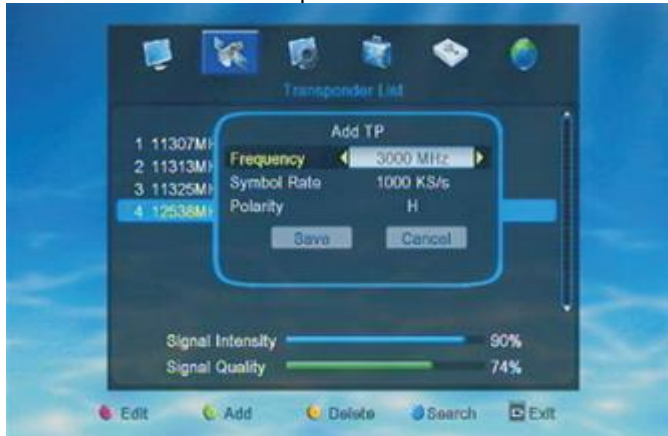 Transponder List
Add TP
1 11307MH
Frequency 3000 MHz
2 11313MH
Symbol Rate 1000 KS/s
3 11325MH
Polarity H
4 12538MH
Save Cancel
Signal Intensity 90%
Signal Quality 74%
Edit Add Delete Search Exit